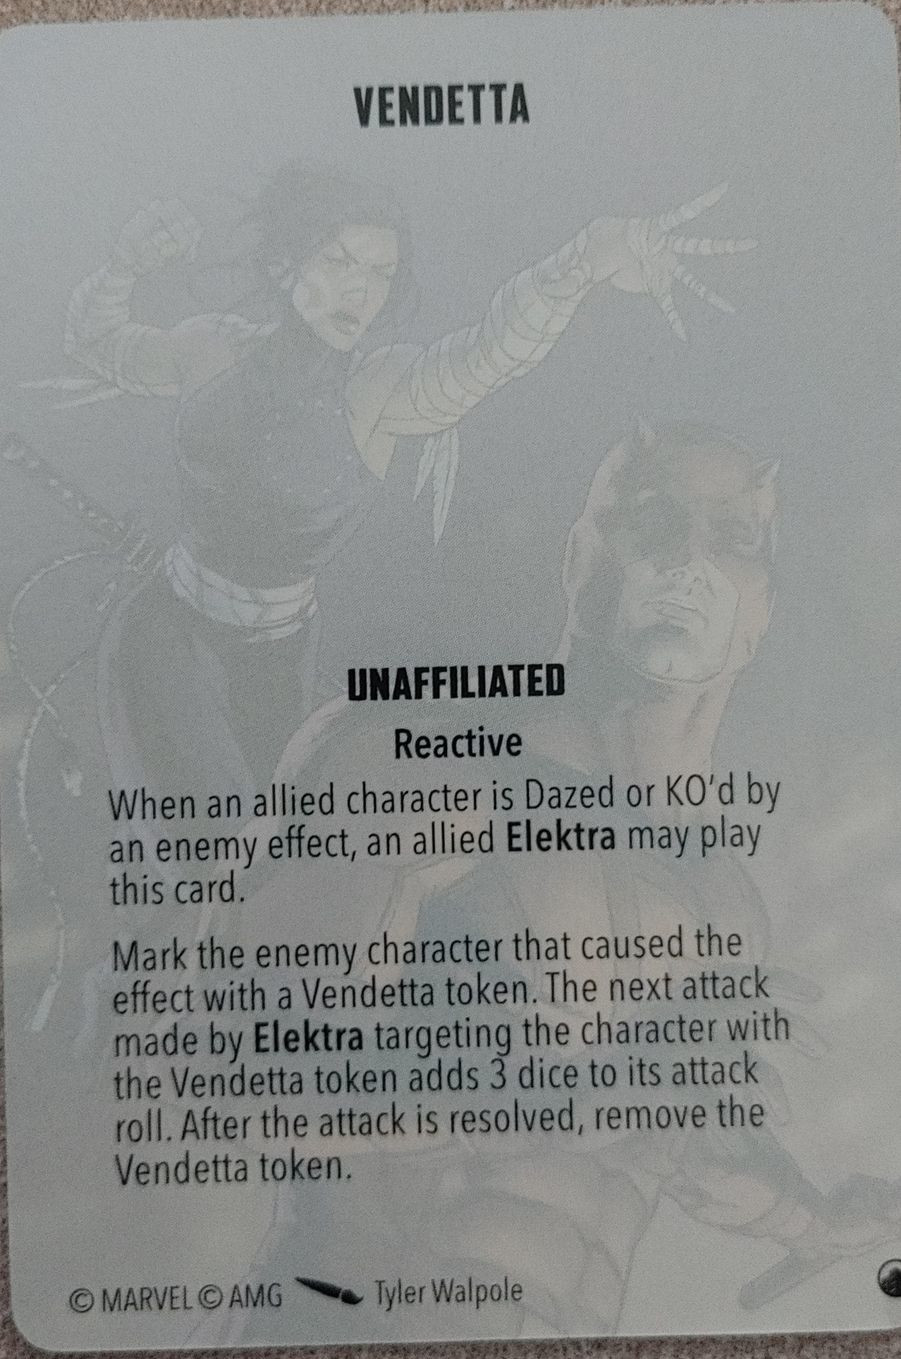 VENDETTA
UNAFFILIATED
Reactive
When an allied character is Dazed or KO'd by
an enemy effect, an allied Elektra may play
this card.
Mark the enemy character that caused the
effect with a Vendetta token. The next attack
made by Elektra targeting the character with
the Vendetta token adds 3 dice to its attack
roll. After the attack is resolved, remove the
Vendetta token.
© MARVEL © AMG Tyler Walpole